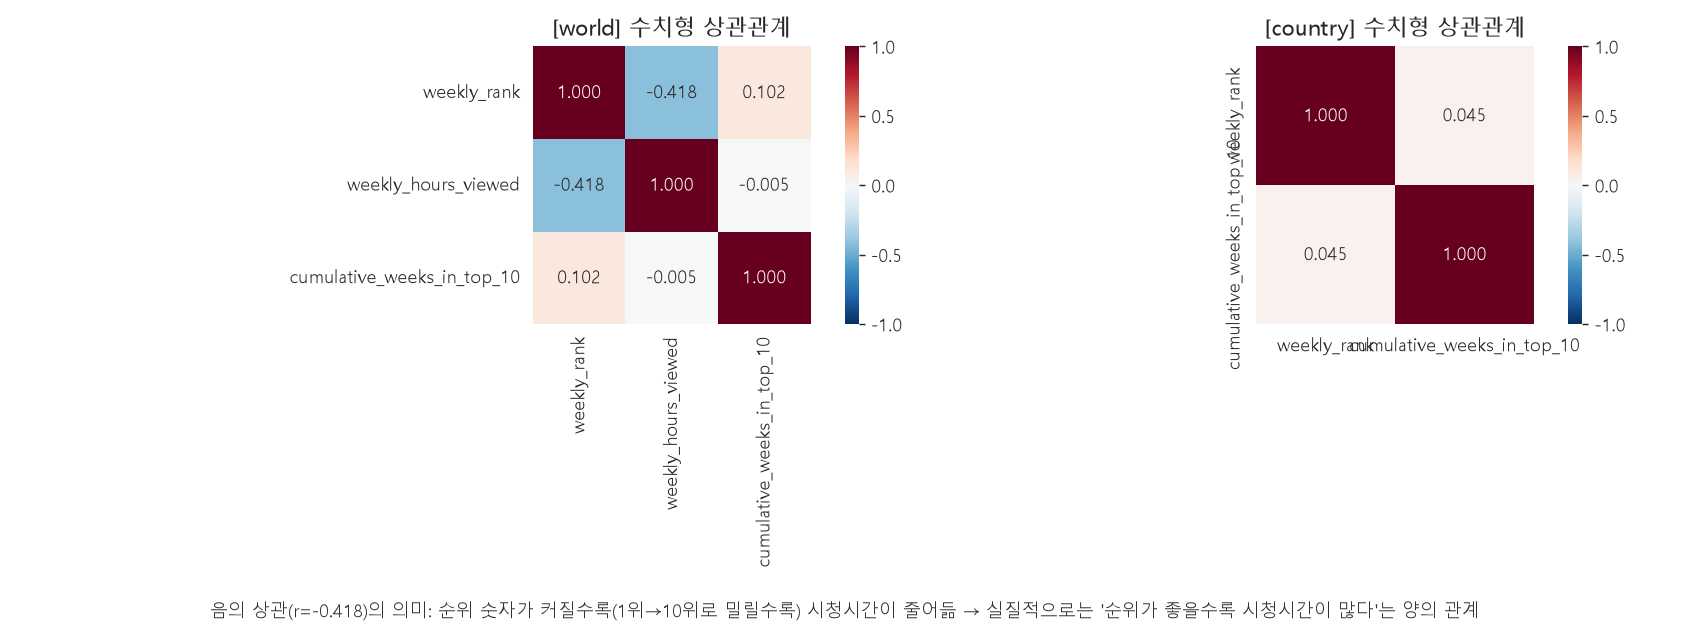 [world] 수치형 상관관계
weekly_rank
weekly_hours_viewed
cumulative_weeks_in_top_10
1.000 -0.418 0.102
-0.418 1.000 -0.005
0.102 -0.005 1.000
weekly_rank
weekly_hours_viewed
cumulative_weeks_in_top_10
1.0
0.5
0.0
-0.5
-1.0
[country] 수치형 상관관계
weekly_rank
cumulative_weeks_in_top_10
1.000 0.045
0.045 1.000
weekly_rank
cumulative_weeks_in_top_10
1.0
0.5
0.0
-0.5
-1.0
음의 상관(r=-0.418)의 의미: 순위 숫자가 커질수록(1위→10위로 밀릴수록) 시청시간이 줄어듦 → 실질적으로는 '순위가 좋을수록 시청시간이 많다'는 양의 관계